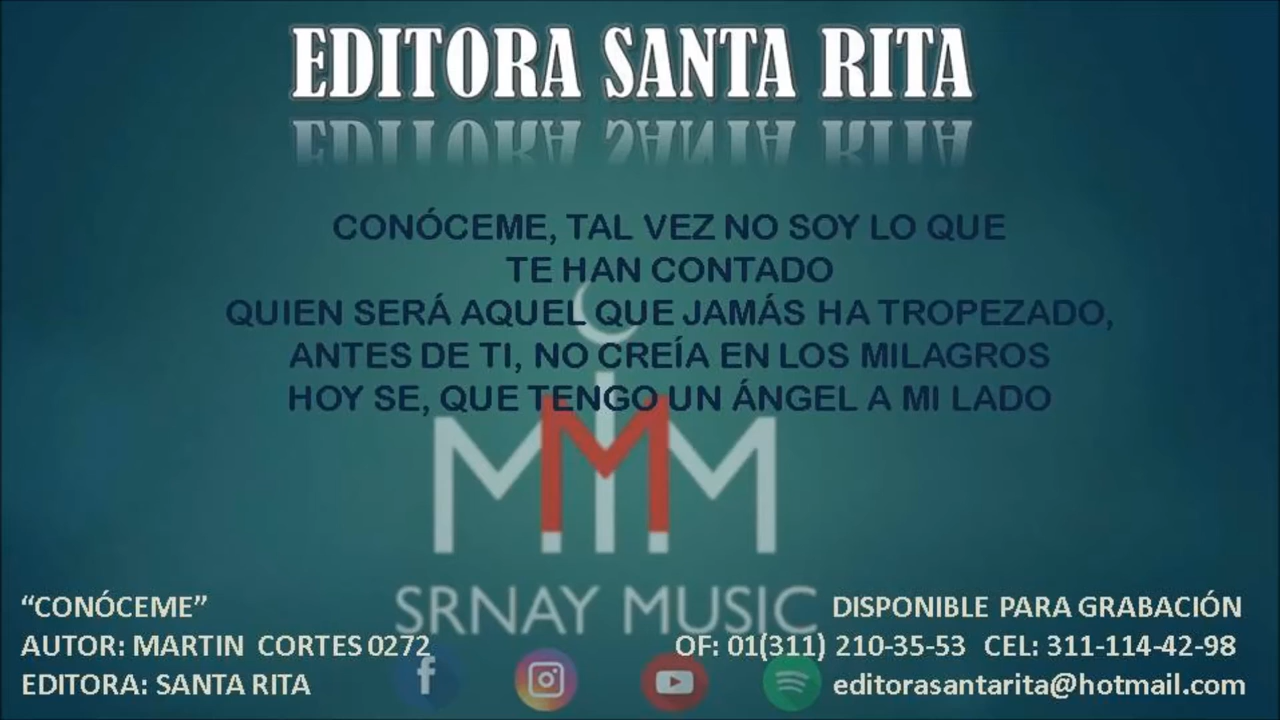 EDITORA SANTA RITA
CONÓCEME, TAL VEZ NO SOY LO QUE
TE HAN CONTADO
QUIEN SERÁ AQUEL QUE JAMÁS HA TROPEZADO,
ANTES DE TI, NO CREÍA EN LOS MILAGROS
HOY SE, QUE TENGO UN ÁNGEL A MI LADO
SRNAY MUSIC
“CONÓCEME”
AUTOR: MARTIN CORTES 0272
EDITORA: SANTA RITA
DISPONIBLE PARA GRABACIÓN
OF: 01(311) 210-35-53 CEL: 311-114-42-98
editorasantarita@hotmail.com